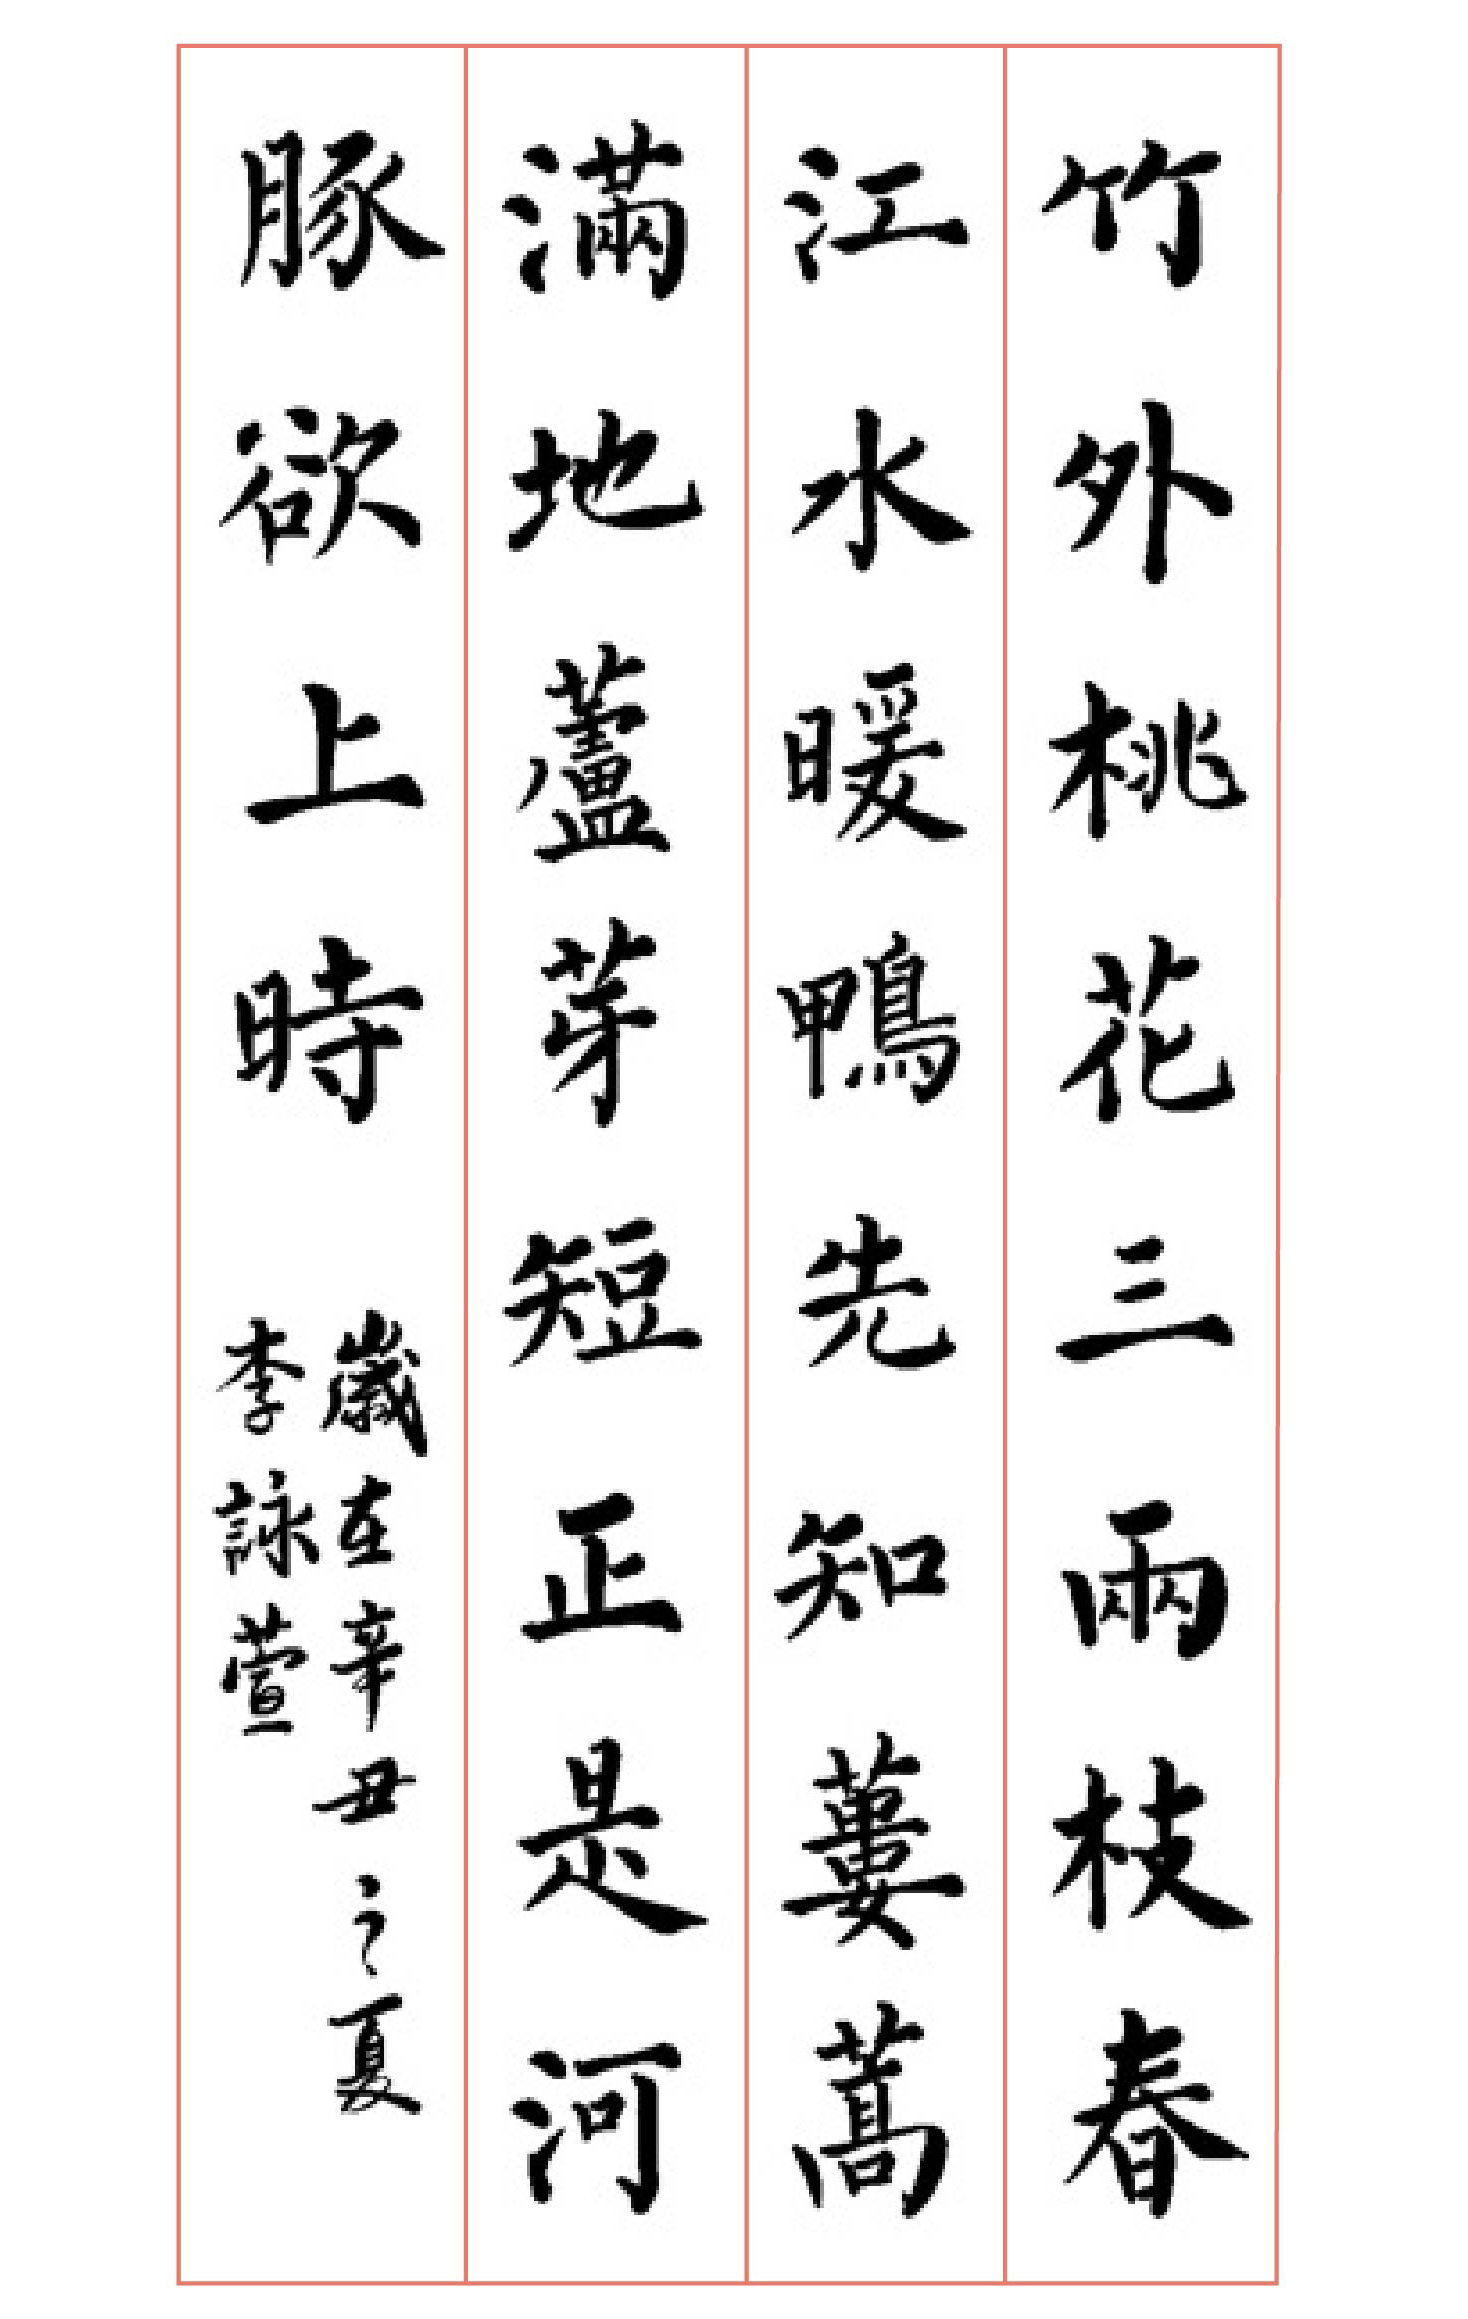 竹外桃花三兩枝春
江水暖鴨先知蔞蒿
滿地蘆芽短正是河
豚欲上時
歲在辛丑之夏
李詠萱